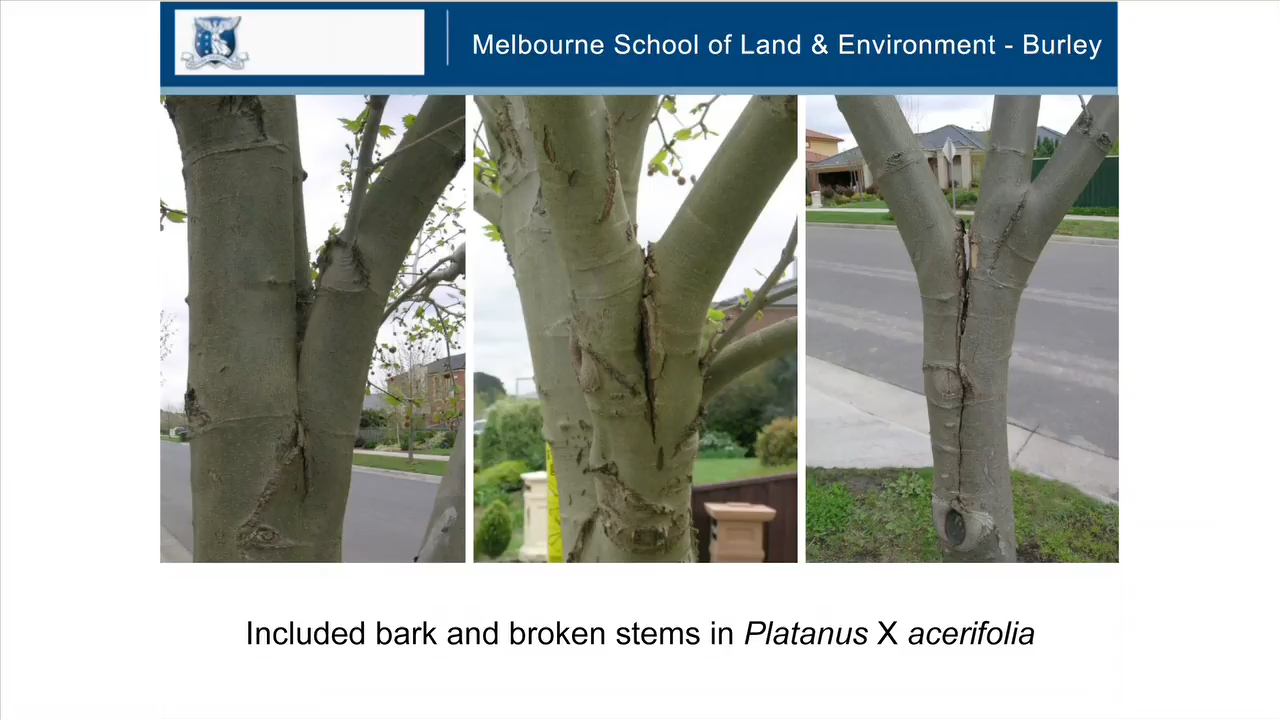 Melbourne School of Land & Environment - Burley
Included bark and broken stems in Platanus X acerifolia